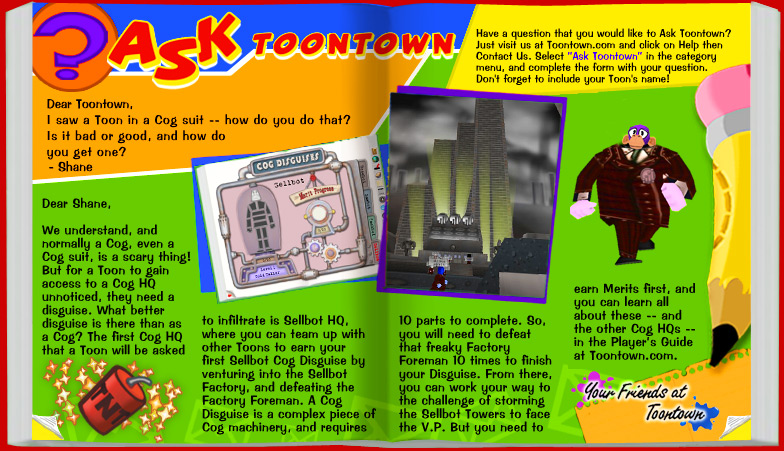 ASK TOONTOWN
Have a question that you would like to Ask Toontown?
Just visit us at Toontown.com and click on Help then
Contact Us. Select "Ask Toontown" in the category
menu, and complete the form with your question.
Don't forget to include your Toon's name!
Dear Toontown,
I saw a Toon in a Cog suit -- how do you do that?
Is it bad or good, and how do
you get one?
- Shane
Dear Shane,
We understand, and
normally a Cog, even a
Cog suit, is a scary thing!
But for a Toon to gain
access to a Cog HQ
unnoticed, they need a
disguise. What better
disguise is there than as
a Cog? The first Cog HQ
that a Toon will be asked
TNT
COG DISGUISES
Sellbot
Merit Progress
to infiltrate is Sellbot HQ,
where you can team up with
other Toons to earn your
first Sellbot Cog Disguise by
venturing into the Sellbot
Factory, and defeating the
Factory Foreman. A Cog
Disguise is a complex piece of
Cog machinery, and requires
10 parts to complete. So,
you will need to defeat
that freaky Factory
Foreman 10 times to finish
your Disguise. From there,
you can work your way to
the challenge of storming
the Sellbot Towers to face
the V.P. But you need to
earn Merits first, and
you can learn all
about these -- and
the other Cog HQs --
in the Player's Guide
at Toontown.com.
Your Friends at
Toontown